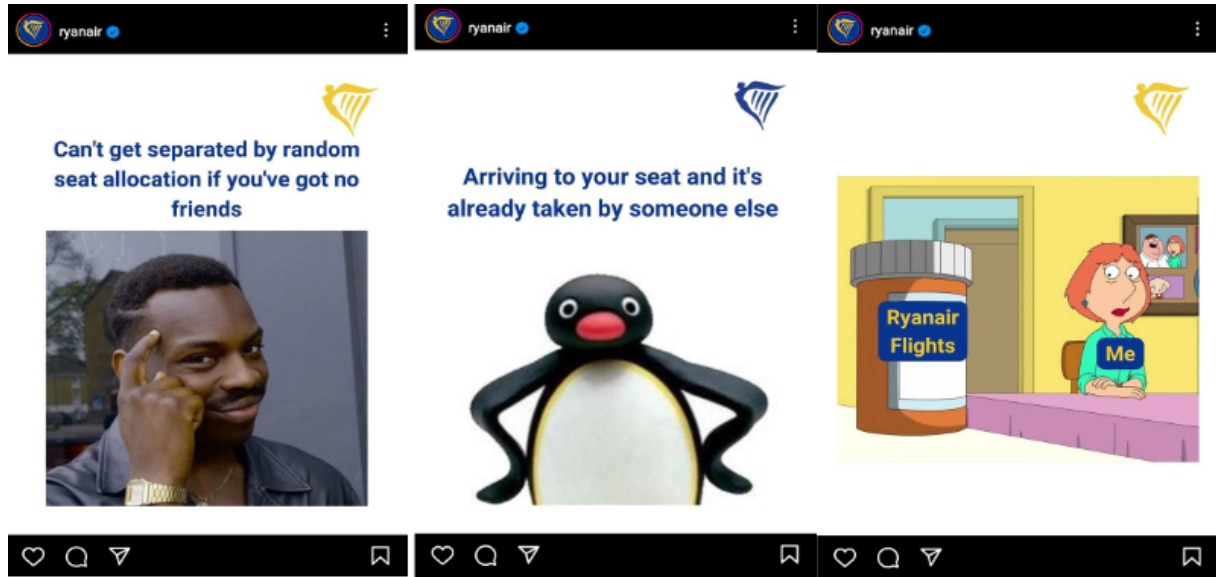 ryanair
Can't get separated by random
seat allocation if you've got no
friends
ryanair
Arriving to your seat and it's
already taken by someone else
ryanair
Ryanair
Flights
Me